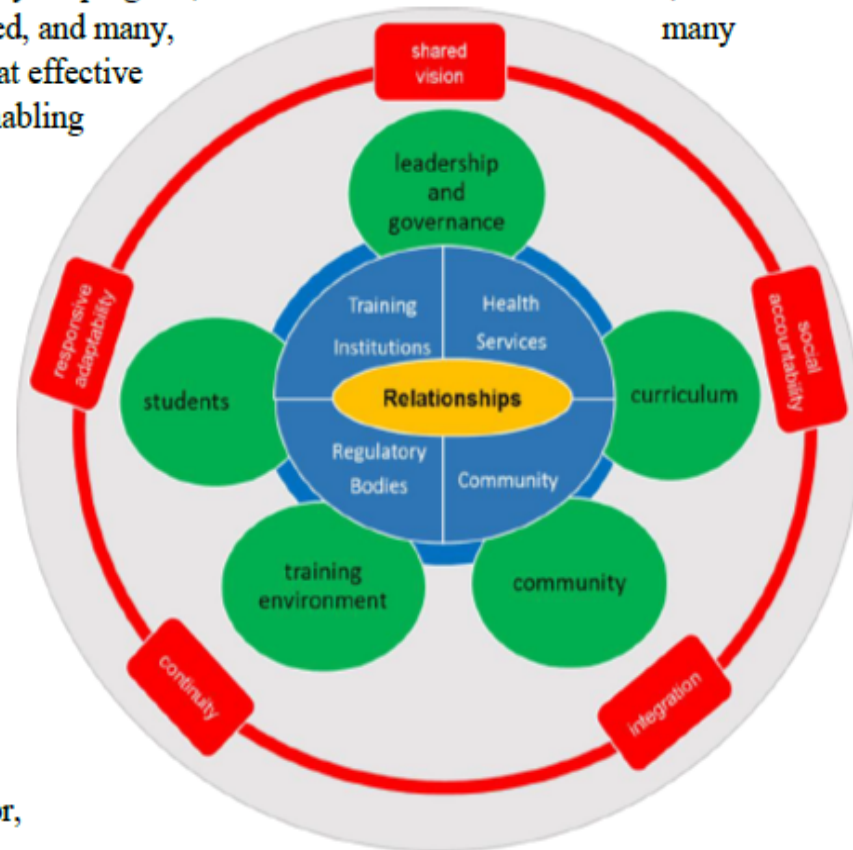 ed, and many,
many
at effective
nabling
shared
vision
leadership
and
governance
responsive
adaptability
social
accountability
Training
Institutions
Health
Services
students
Relationships
curriculum
Regulatory
Bodies
Community
training
environment
community
continuity
integration
or,